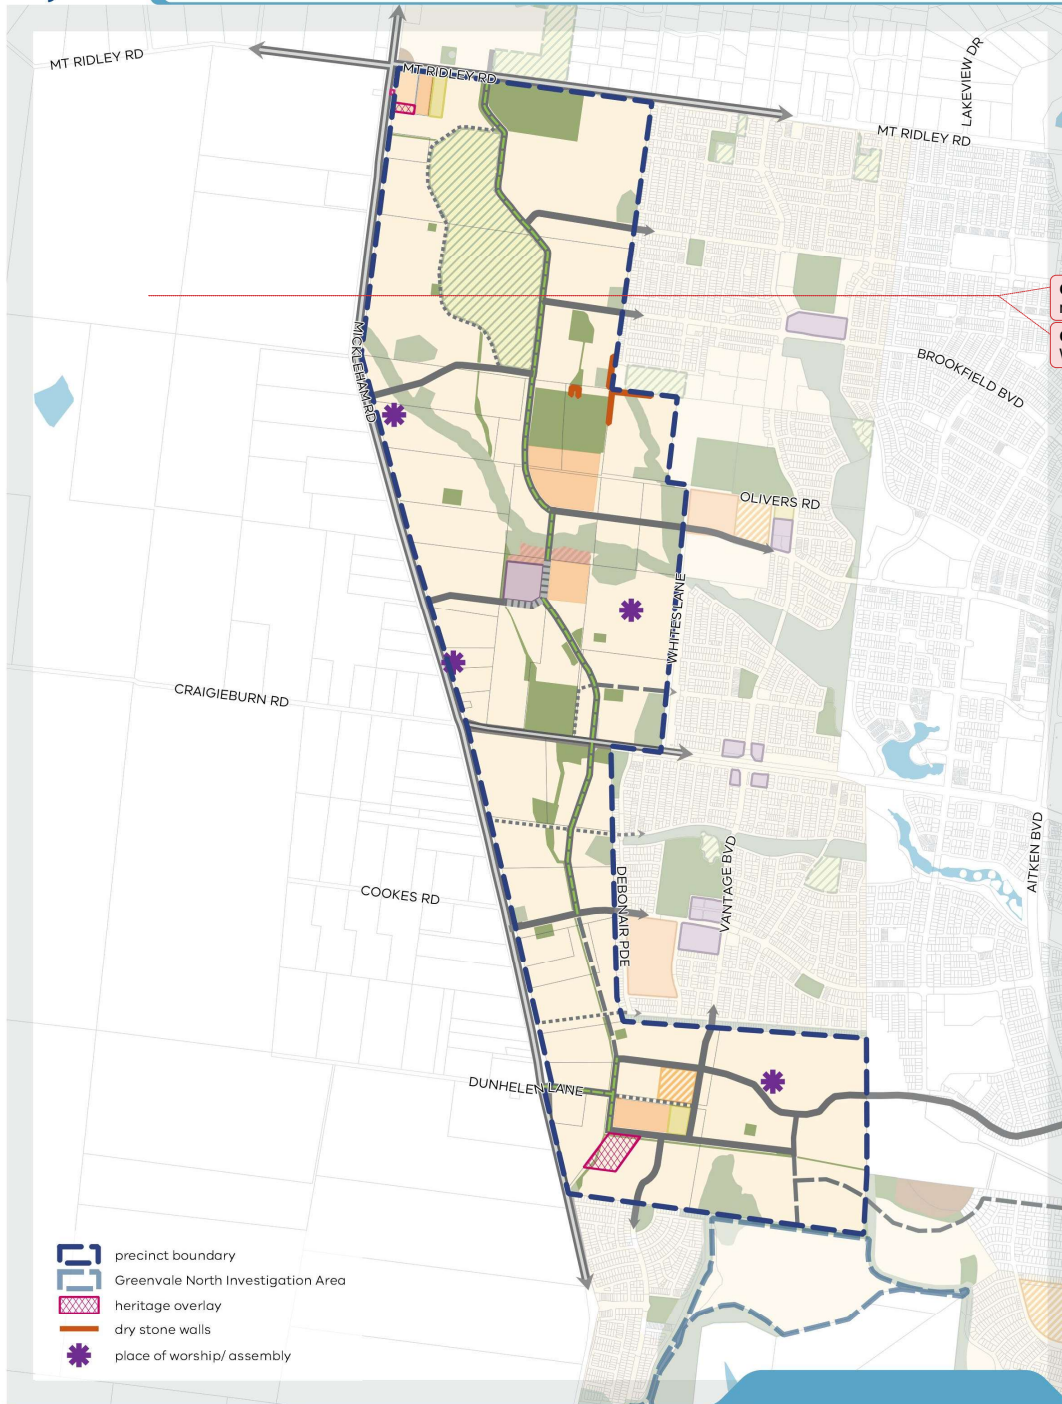 MT RIDLEY RD
MT RIDLEY RD
LAKEVIEW DR
MT RIDLEY RD
MICKLEHAM RD
BROOKFIELD BVD
OLIVERS RD
WHITES LANE
CRAIGIEBURN RD
COOKES RD
DEBONAIR PDE
VANTAGE BVD
AITKEN BVD
DUNHELEN LANE
precinct boundary
Greenvale North Investigation Area
heritage overlay
dry stone walls
place of worship/ assembly